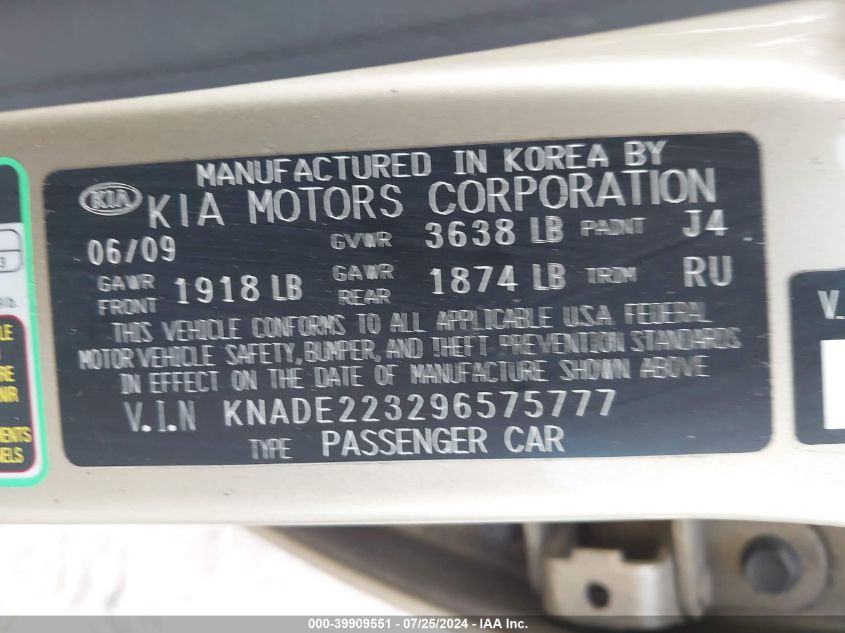 MANUFACTURED IN KOREA BY
KIA KIA MOTORS CORPORATION
06/09 GVWR 3638 LB PAINT J4
GAWR FRONT 1918 LB GAWR REAR 1874 LB TRIM RU
THIS VEHICLE CONFORMS TO ALL APPLICABLE U.S.A. FEDERAL
MOTOR VEHICLE SAFETY, BUMPER, AND THEFT PREVENTION STANDARDS
IN EFFECT ON THE DATE OF MANUFACTURE SHOWN ABOVE
V.I.N KNADE223296575777
TYPE PASSENGER CAR
000-39909551 - 07/25/2024 - IAA Inc.